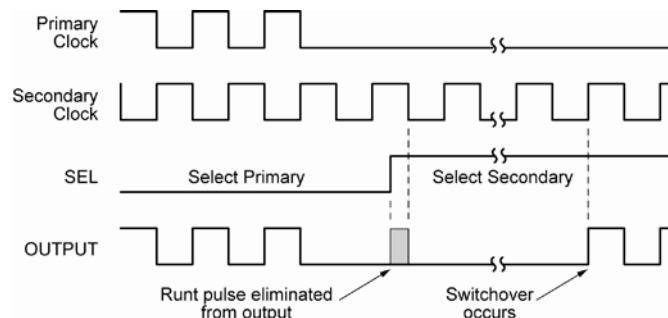 Primary
Clock
Secondary
Clock
SEL
Select Primary
Select Secondary
OUTPUT
Runt pulse eliminated
from output
Switchover
occurs